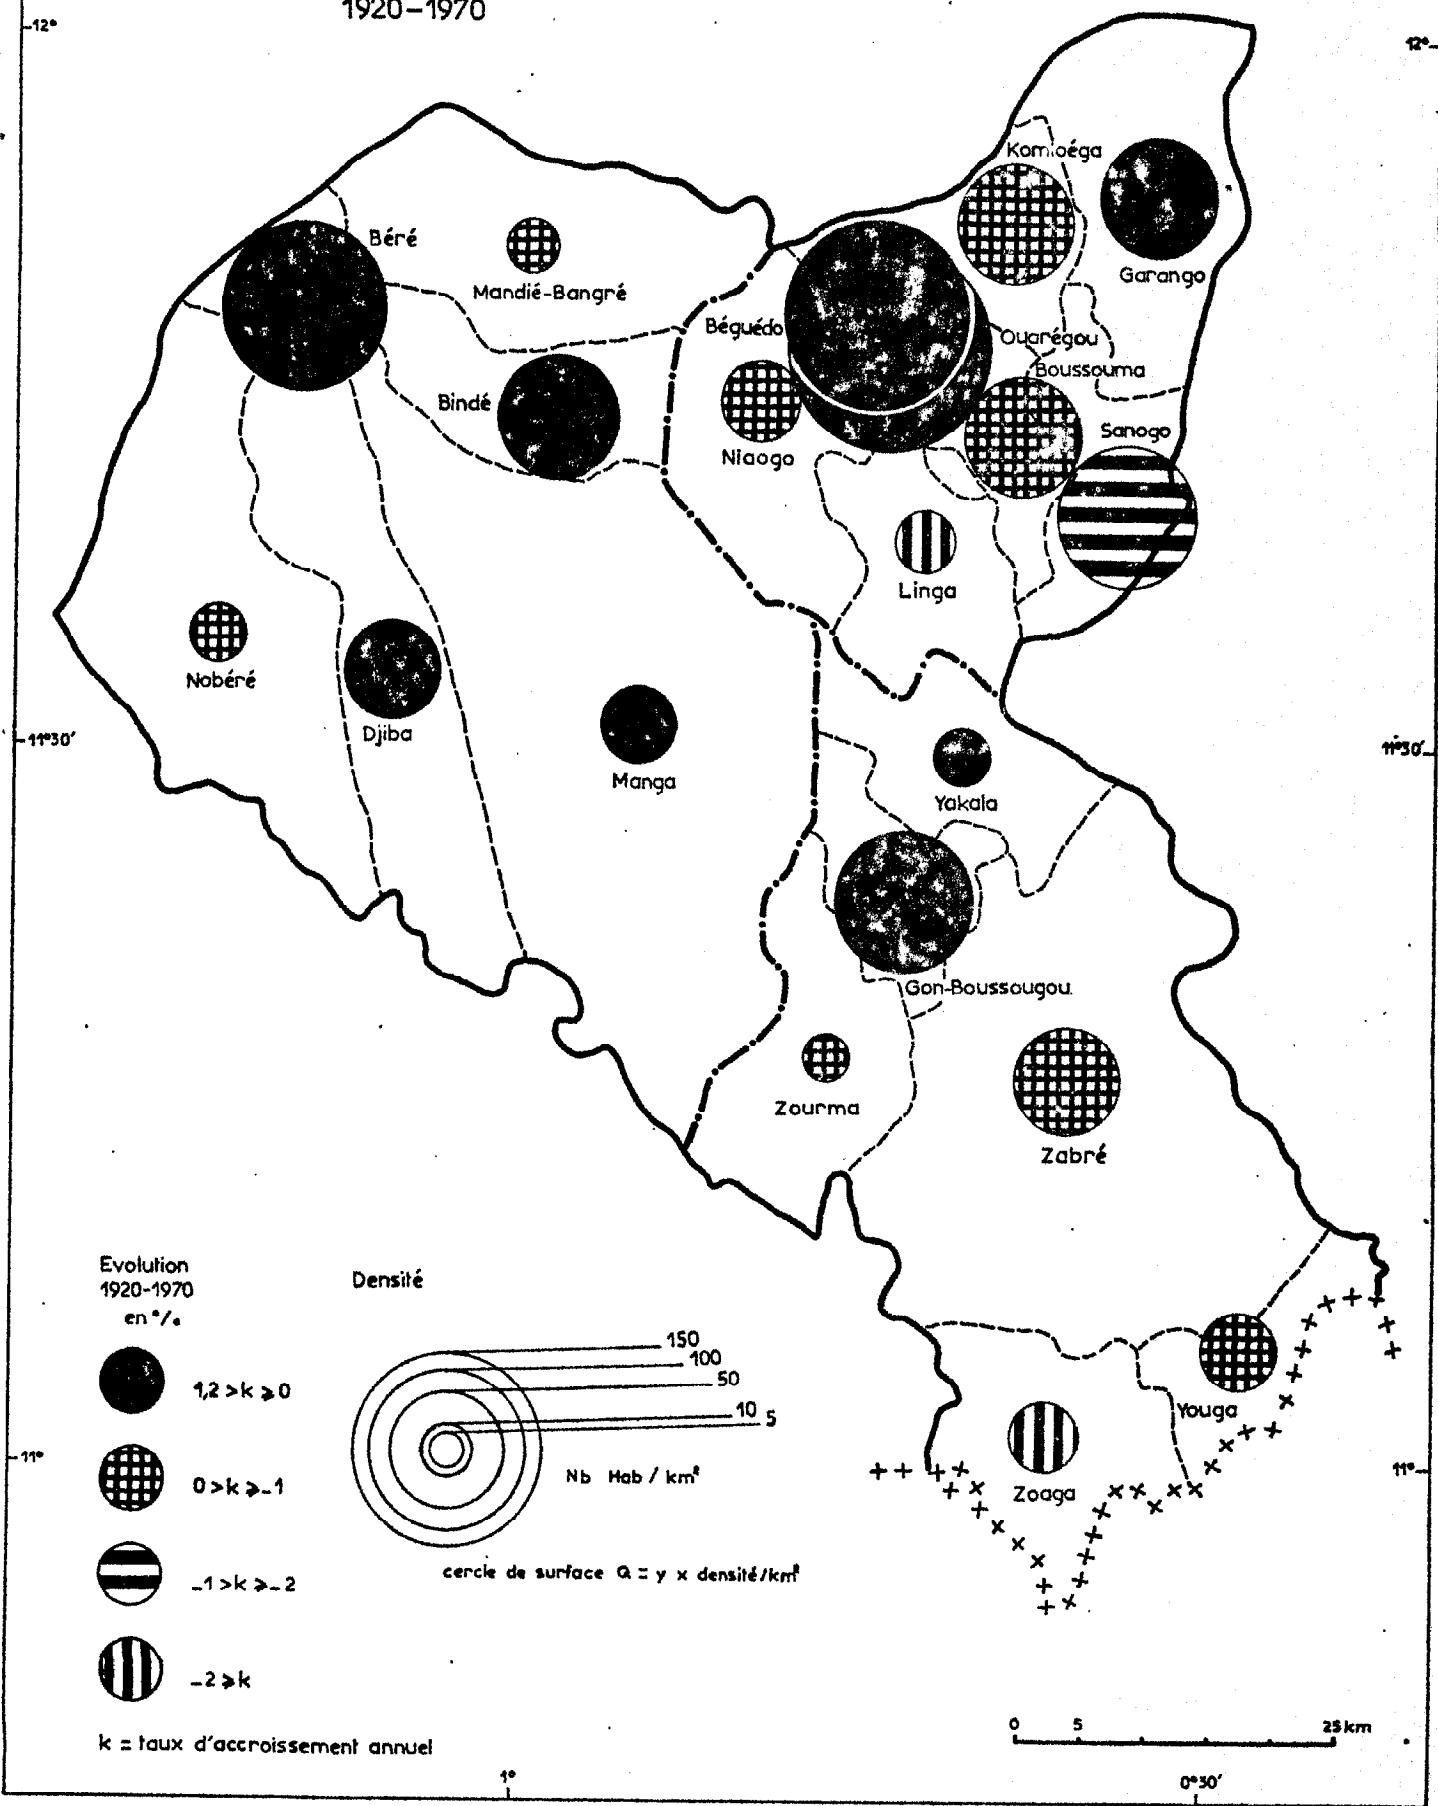 1920-1970
12°
12°
Komtoéga
Garango
Béré
Mandié-Bangré
Béguédo
Ouarégou
Boussouma
Bindé
Sanogo
Niaogo
Linga
Nobéré
Djiba
11°30'
11°30'
Manga
Yakala
Gon-Boussougou
Zourma
Zabré
Evolution
1920-1970
en °/.
Densité
150
100
50
10
5
1,2 > k ⩾ 0
Youga
11°
11°
Nb Hab / km²
0 > k ⩾ -1
Zoaga
cercle de surface Q = y x densité/km²
-1 > k ⩾ -2
-2 ⩾ k
k = taux d'accroissement annuel
0 5 25 km
1°
0°30'